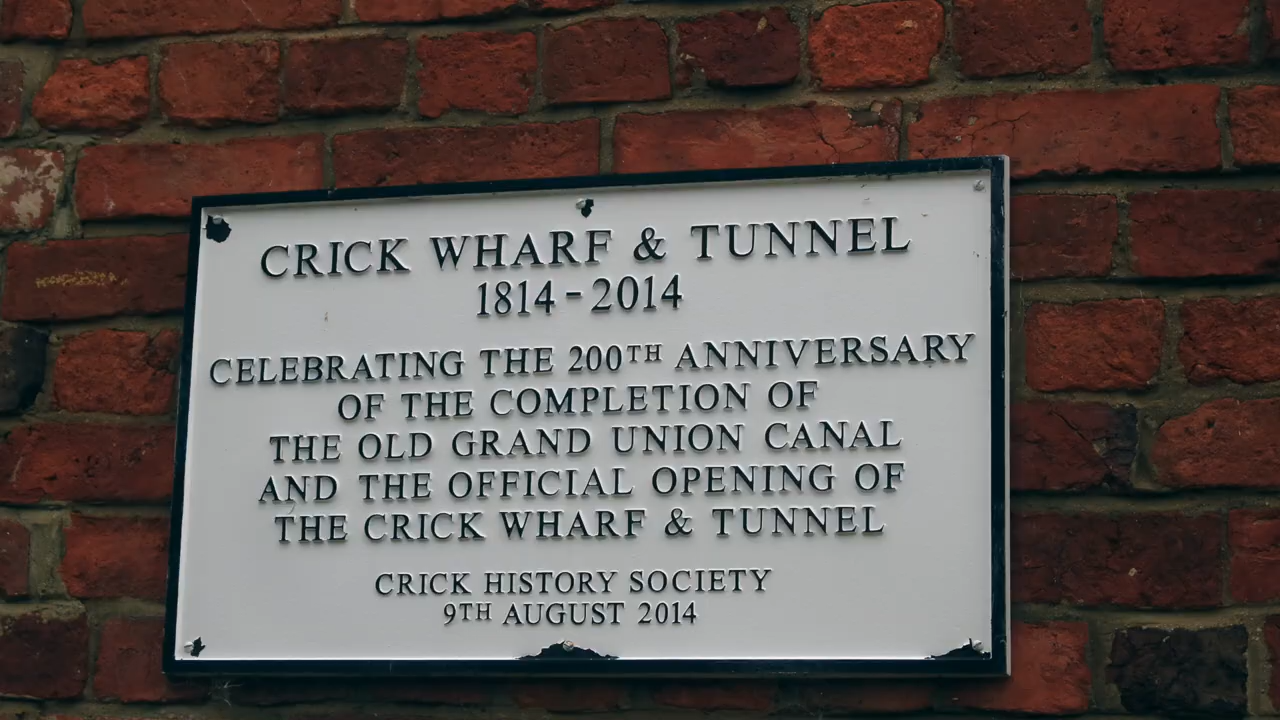 CRICK WHARF & TUNNEL
1814-2014
CELEBRATING THE 200TH ANNIVERSARY
OF THE COMPLETION OF
THE OLD GRAND UNION CANAL
AND THE OFFICIAL OPENING OF
THE CRICK WHARF & TUNNEL
CRICK HISTORY SOCIETY
9TH AUGUST 2014